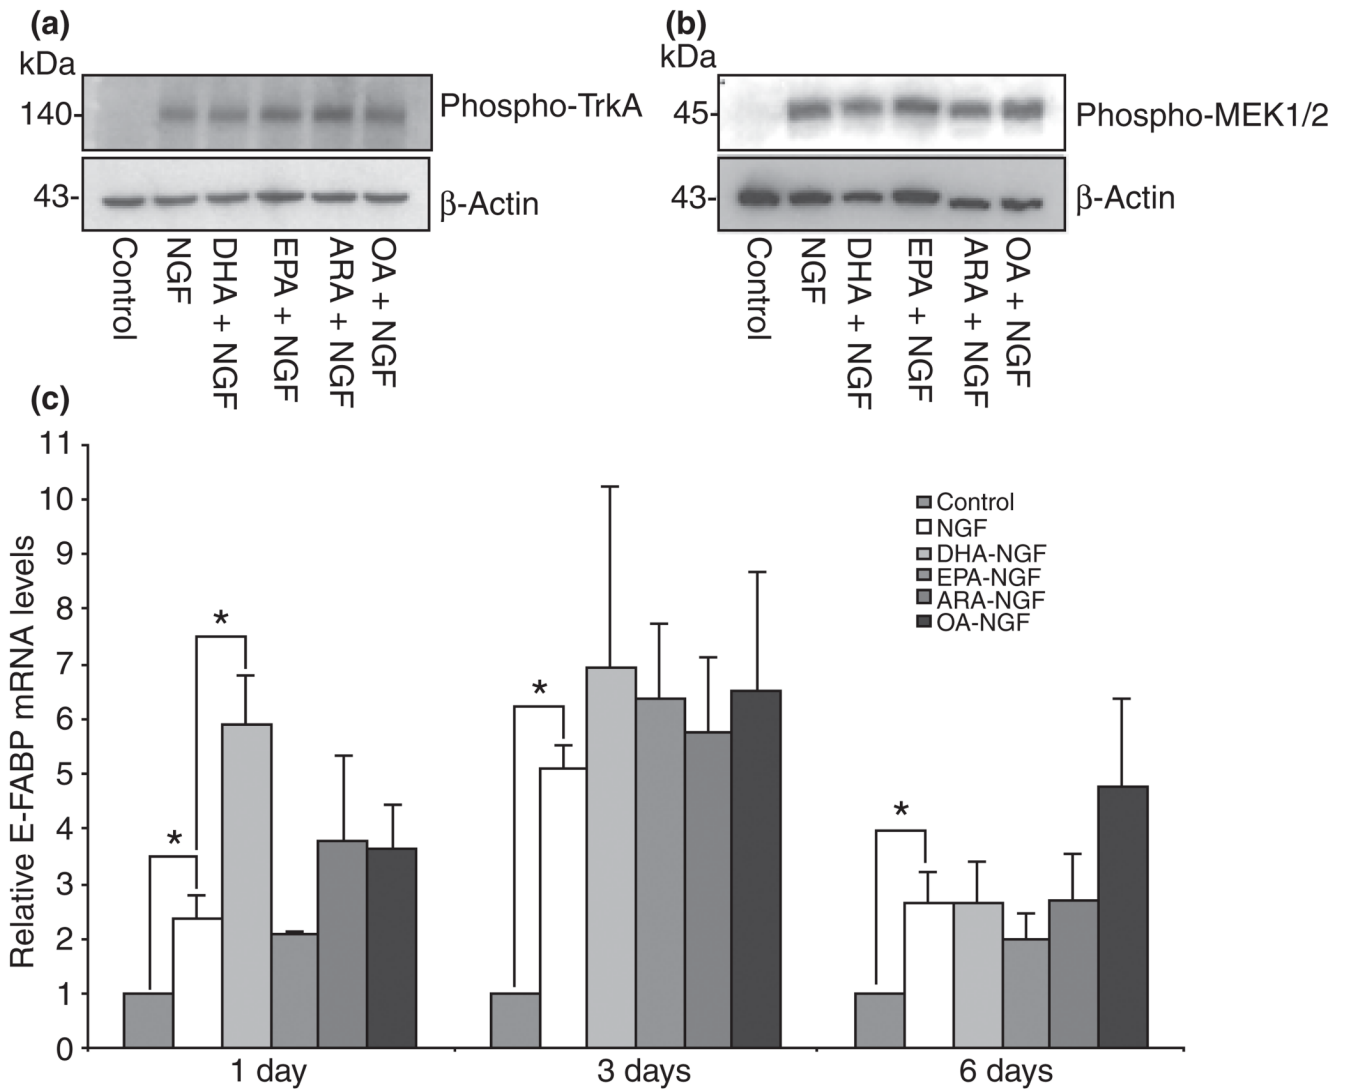 (a)
kDa
140-
Phospho-TrkA
43-
β-Actin
Control
NGF
DHA + NGF
EPA + NGF
ARA + NGF
OA + NGF
(b)
kDa
45-
Phospho-MEK1/2
43-
β-Actin
Control
NGF
DHA + NGF
EPA + NGF
ARA + NGF
OA + NGF
(c)
Relative E-FABP mRNA levels
11
10
9
8
7
6
5
4
3
2
1
0
*
*
*
*
Control
NGF
DHA-NGF
EPA-NGF
ARA-NGF
OA-NGF
1 day
3 days
6 days